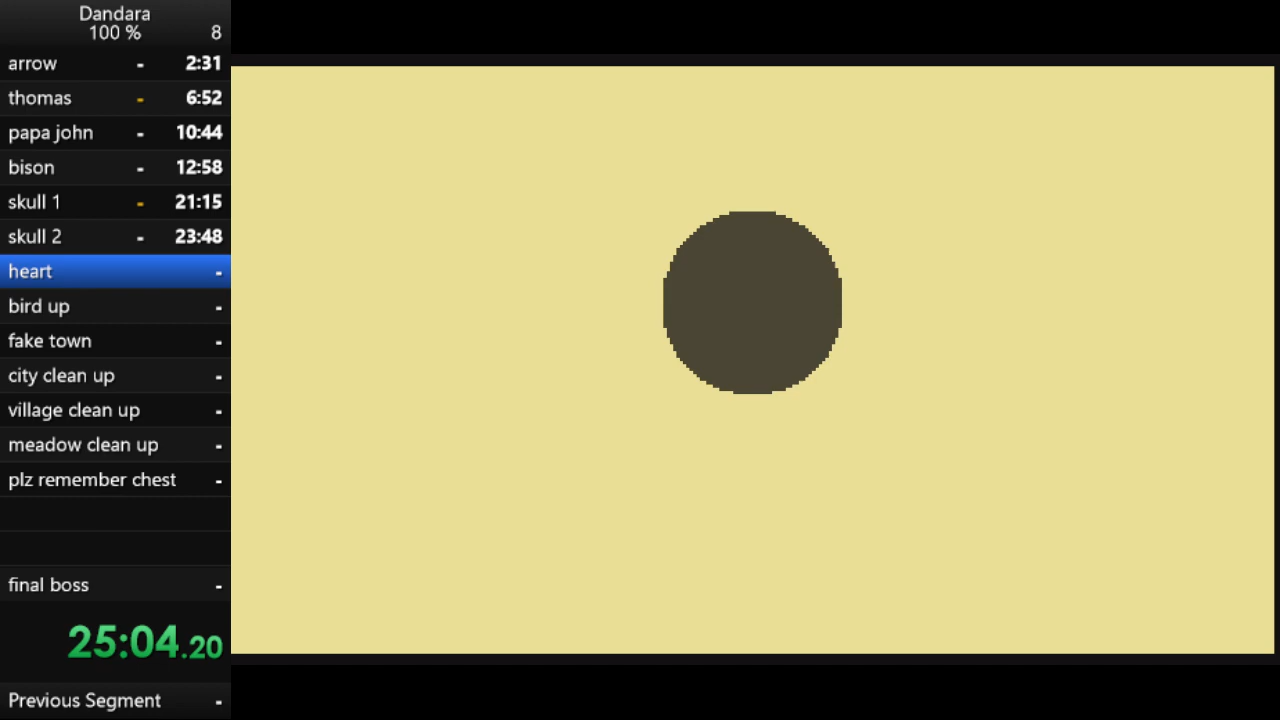 Dandara
100 % 8
arrow - 2:31
thomas - 6:52
papa john - 10:44
bison - 12:58
skull 1 - 21:15
skull 2 - 23:48
heart -
bird up -
fake town -
city clean up -
village clean up -
meadow clean up -
plz remember chest -
final boss -
25:04.20
Previous Segment -